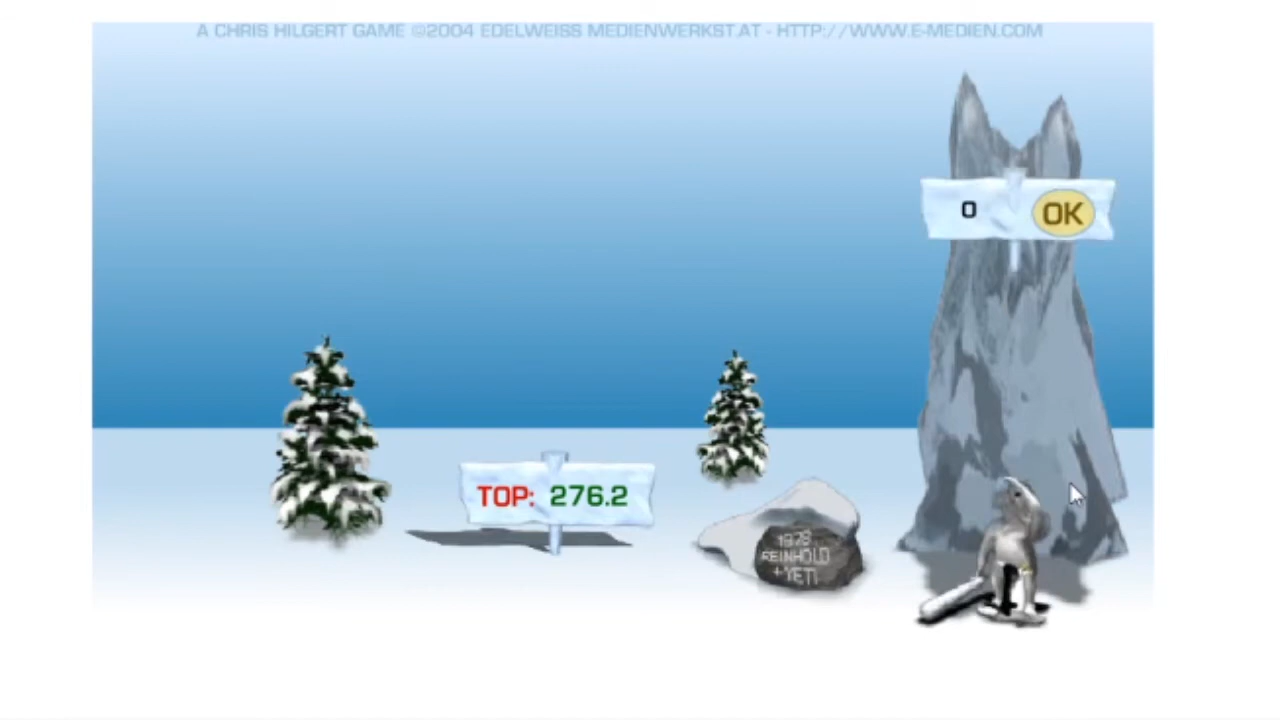 A CHRIS HILGERT GAME ©2004 EDELWEISS MEDIENWERKST.AT - HTTP://WWW.E-MEDIEN.COM
0 OK
TOP: 276.2
1978
REINHOLD
+YETI